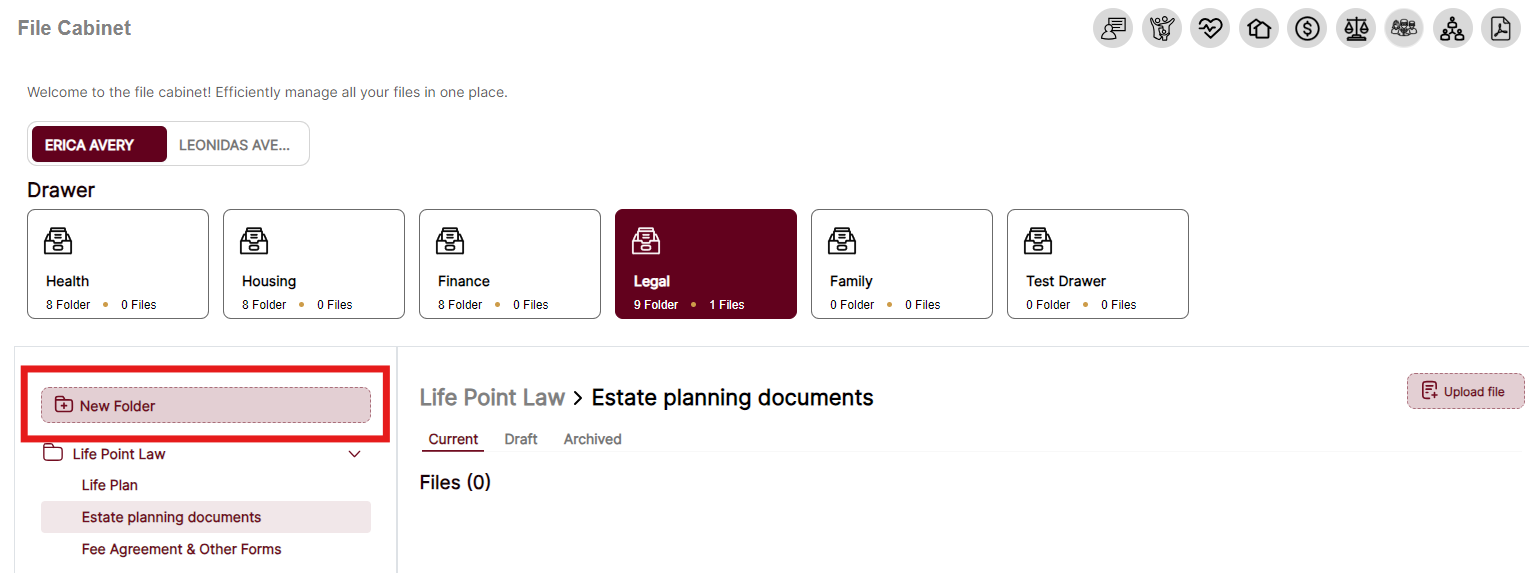 File Cabinet
Welcome to the file cabinet! Efficiently manage all your files in one place.
ERICA AVERY LEONIDAS AVE...
Drawer
Health
8 Folder • 0 Files
Housing
8 Folder • 0 Files
Finance
8 Folder • 0 Files
Legal
9 Folder • 1 Files
Family
0 Folder • 0 Files
Test Drawer
0 Folder • 0 Files
New Folder
Life Point Law
Life Plan
Estate planning documents
Fee Agreement & Other Forms
Life Point Law > Estate planning documents
Upload file
Current Draft Archived
Files (0)